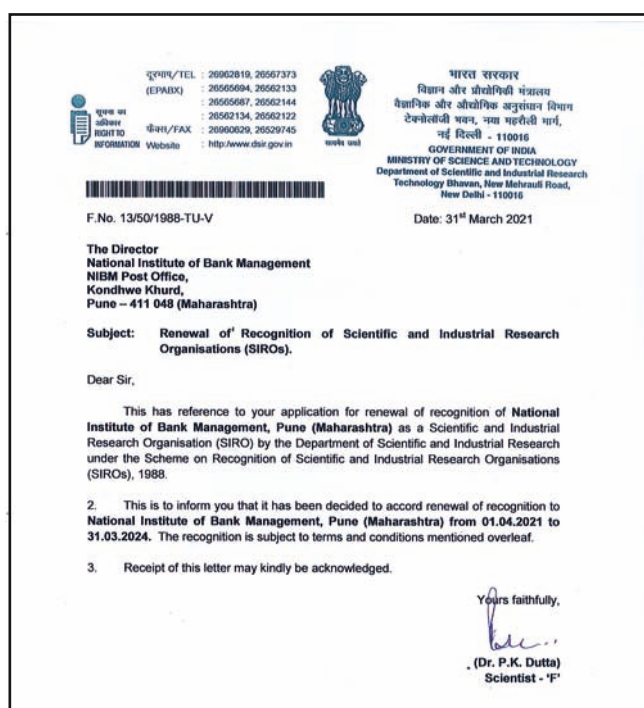 दूरभाष/TEL : 26962819, 26567373
(EPABX) : 26565694, 26562133
: 26565687, 26562144
: 26562134, 26562122
फैक्स/FAX : 26960629, 26529745
Website : http:/www.dsir.gov.in
सूचना का
अधिकार
RIGHT TO
INFORMATION
सत्यमेव जयते
भारत सरकार
विज्ञान और प्रौद्योगिकी मंत्रालय
वैज्ञानिक और औद्योगिक अनुसंधान विभाग
टेक्नोलॉजी भवन, नया महरौली मार्ग,
नई दिल्ली - 110016
GOVERNMENT OF INDIA
MINISTRY OF SCIENCE AND TECHNOLOGY
Department of Scientific and Industrial Research
Technology Bhavan, New Mehrauli Road,
New Delhi - 110016
F.No. 13/50/1988-TU-V
Date: 31st March 2021
The Director
National Institute of Bank Management
NIBM Post Office,
Kondhwe Khurd,
Pune – 411 048 (Maharashtra)
Subject: Renewal of Recognition of Scientific and Industrial Research
Organisations (SIROs).
Dear Sir,
This has reference to your application for renewal of recognition of National
Institute of Bank Management, Pune (Maharashtra) as a Scientific and Industrial
Research Organisation (SIRO) by the Department of Scientific and Industrial Research
under the Scheme on Recognition of Scientific and Industrial Research Organisations
(SIROs), 1988.
2. This is to inform you that it has been decided to accord renewal of recognition to
National Institute of Bank Management, Pune (Maharashtra) from 01.04.2021 to
31.03.2024. The recognition is subject to terms and conditions mentioned overleaf.
3. Receipt of this letter may kindly be acknowledged.
Yours faithfully,
(Dr. P.K. Dutta)
Scientist - 'F'